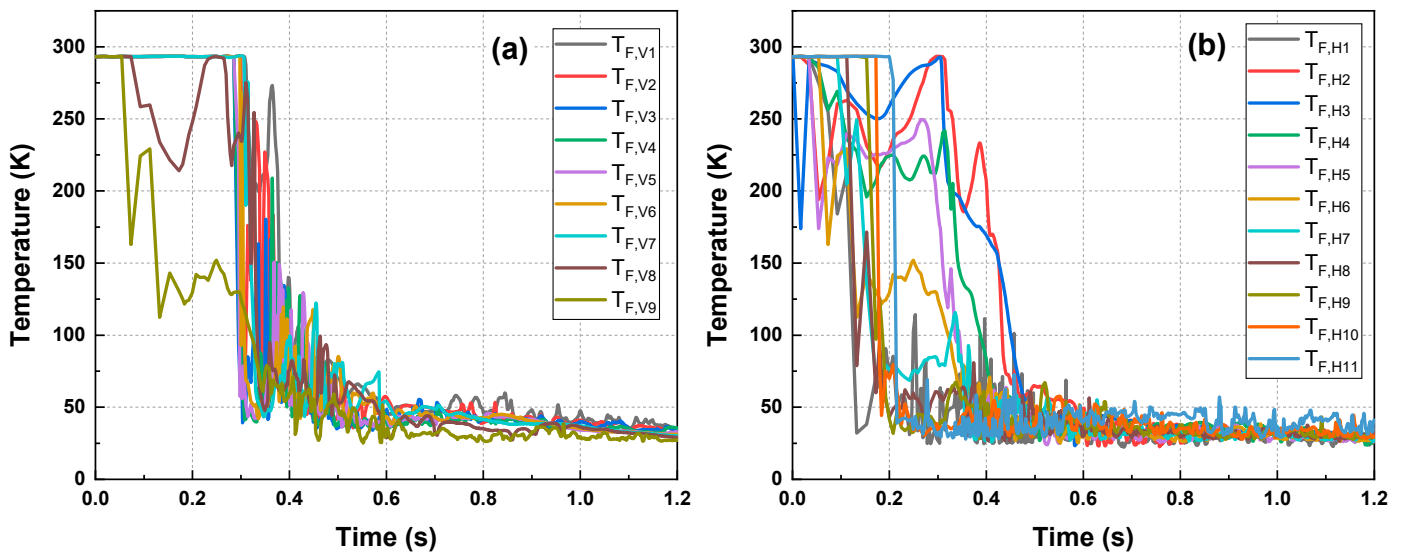 (a)
Temperature (K)
300
250
200
150
100
50
0
0.0 0.2 0.4 0.6 0.8 1.0 1.2
Time (s)
T_F,V1
T_F,V2
T_F,V3
T_F,V4
T_F,V5
T_F,V6
T_F,V7
T_F,V8
T_F,V9
(b)
Temperature (K)
300
250
200
150
100
50
0
0.0 0.2 0.4 0.6 0.8 1.0 1.2
Time (s)
T_F,H1
T_F,H2
T_F,H3
T_F,H4
T_F,H5
T_F,H6
T_F,H7
T_F,H8
T_F,H9
T_F,H10
T_F,H11